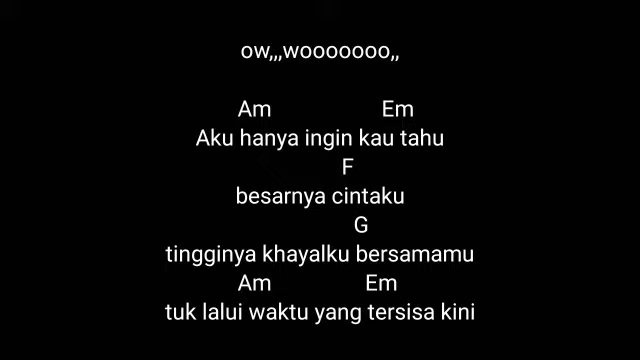 ow,,,wooooooo,,
Am Em
Aku hanya ingin kau tahu
F
besarnya cintaku
G
tingginya khayalku bersamamu
Am Em
tuk lalui waktu yang tersisa kini